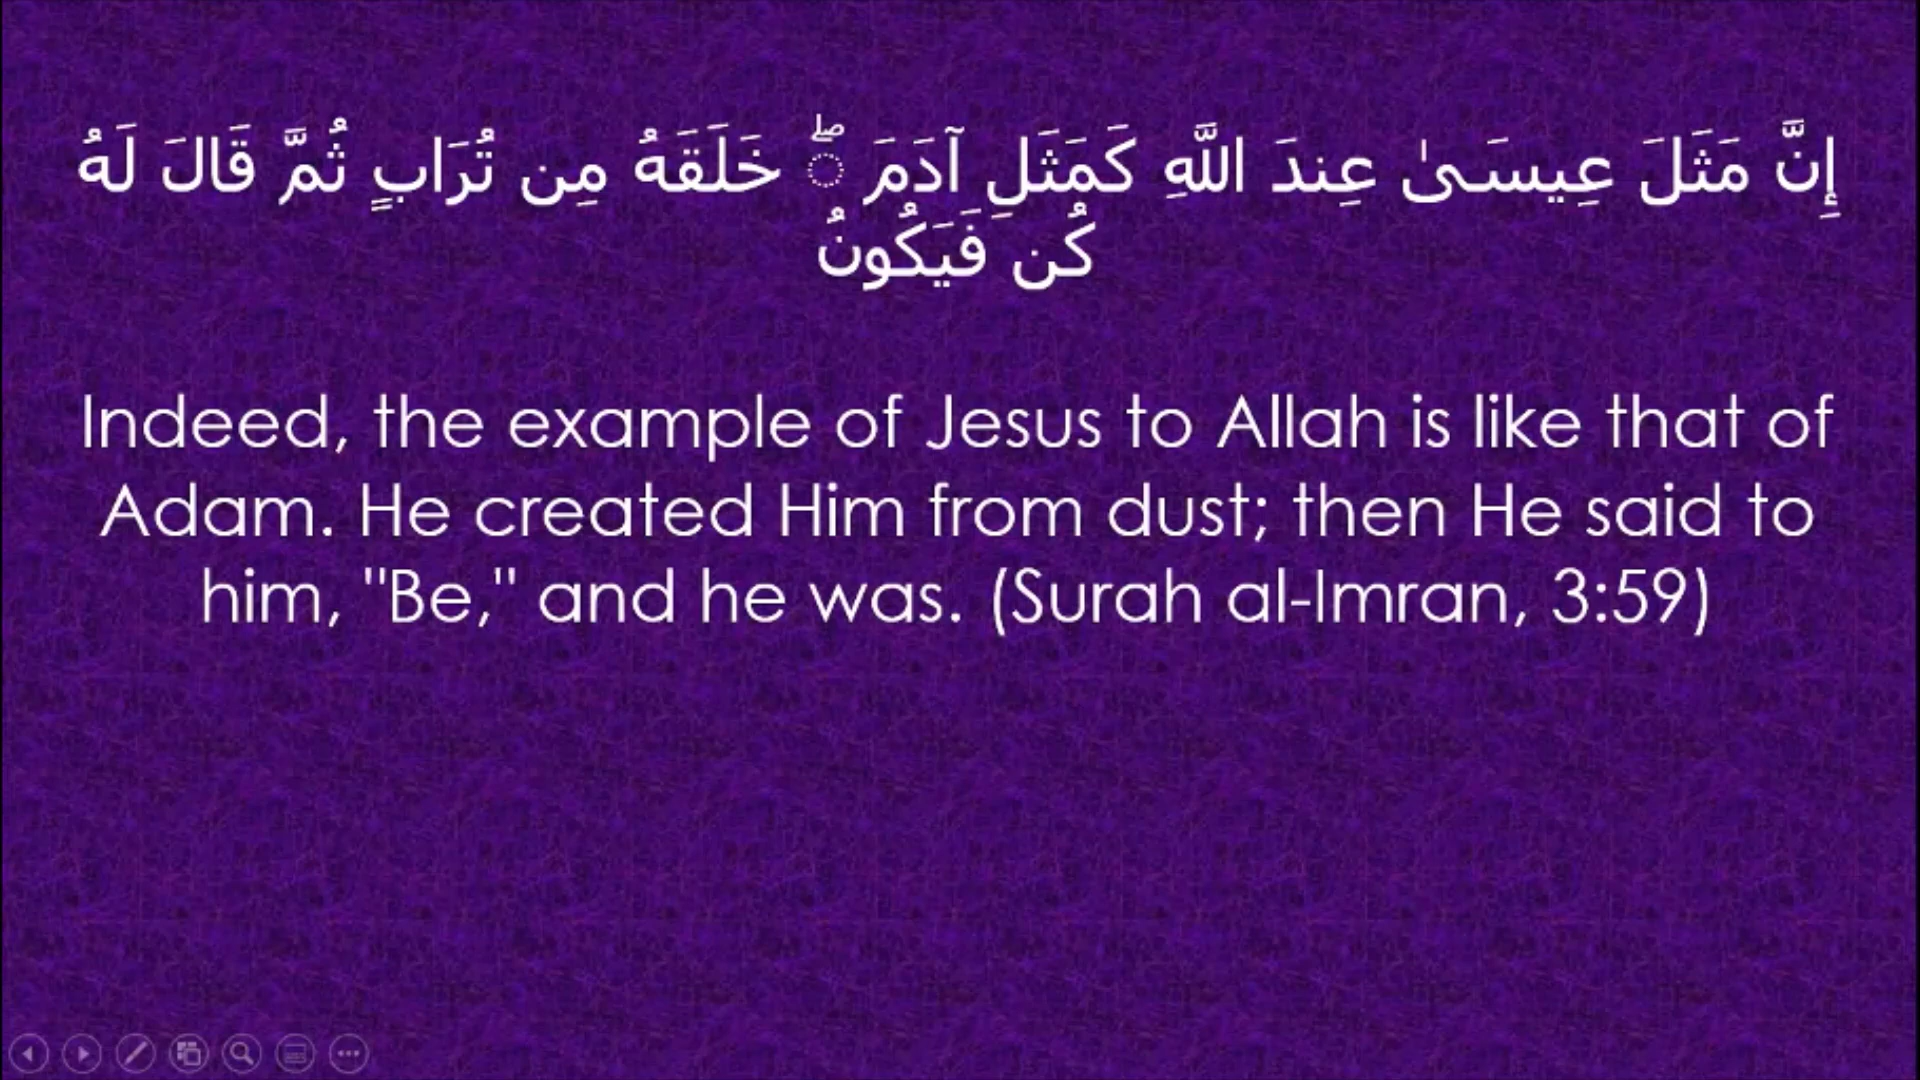 إِنَّ مَثَلَ عِيسَىٰ عِندَ اللَّهِ كَمَثَلِ آدَمَ ۖ خَلَقَهُ مِن تُرَابٍ ثُمَّ قَالَ لَهُ
كُن فَيَكُونُ
Indeed, the example of Jesus to Allah is like that of
Adam. He created Him from dust; then He said to
him, "Be," and he was. (Surah al-Imran, 3:59)